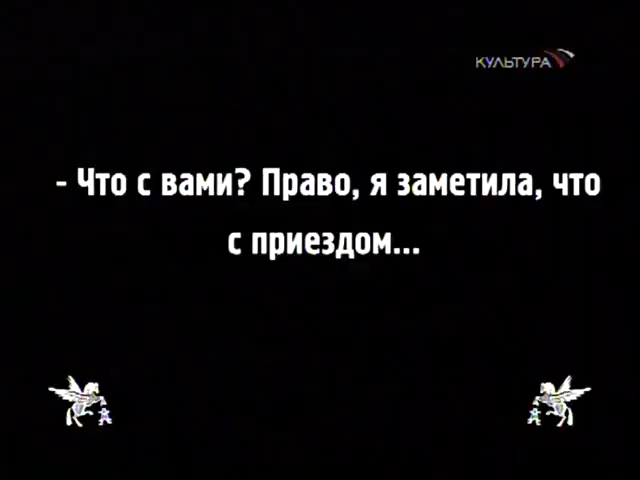 КУЛЬТУРА
- Что с вами? Право, я заметила, что
с приездом...